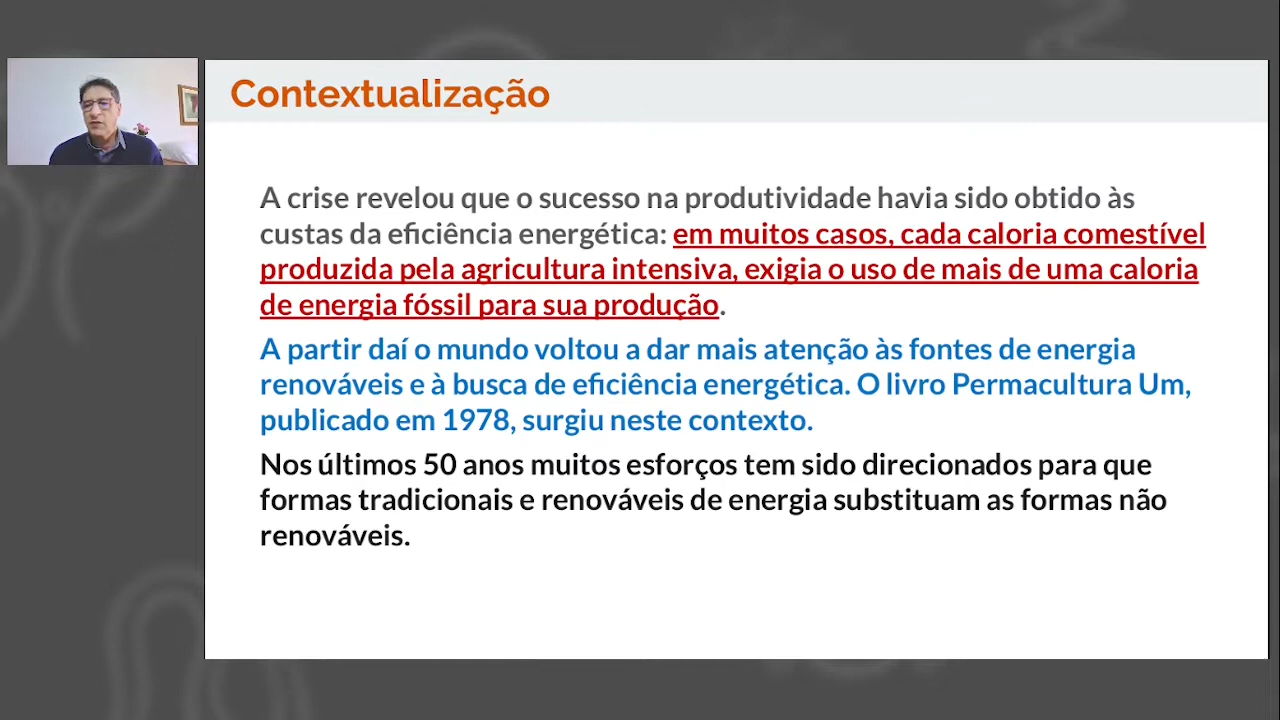 Contextualização
A crise revelou que o sucesso na produtividade havia sido obtido às
custas da eficiência energética: em muitos casos, cada caloria comestível
produzida pela agricultura intensiva, exigia o uso de mais de uma caloria
de energia fóssil para sua produção.
A partir daí o mundo voltou a dar mais atenção às fontes de energia
renováveis e à busca de eficiência energética. O livro Permacultura Um,
publicado em 1978, surgiu neste contexto.
Nos últimos 50 anos muitos esforços tem sido direcionados para que
formas tradicionais e renováveis de energia substituam as formas não
renováveis.